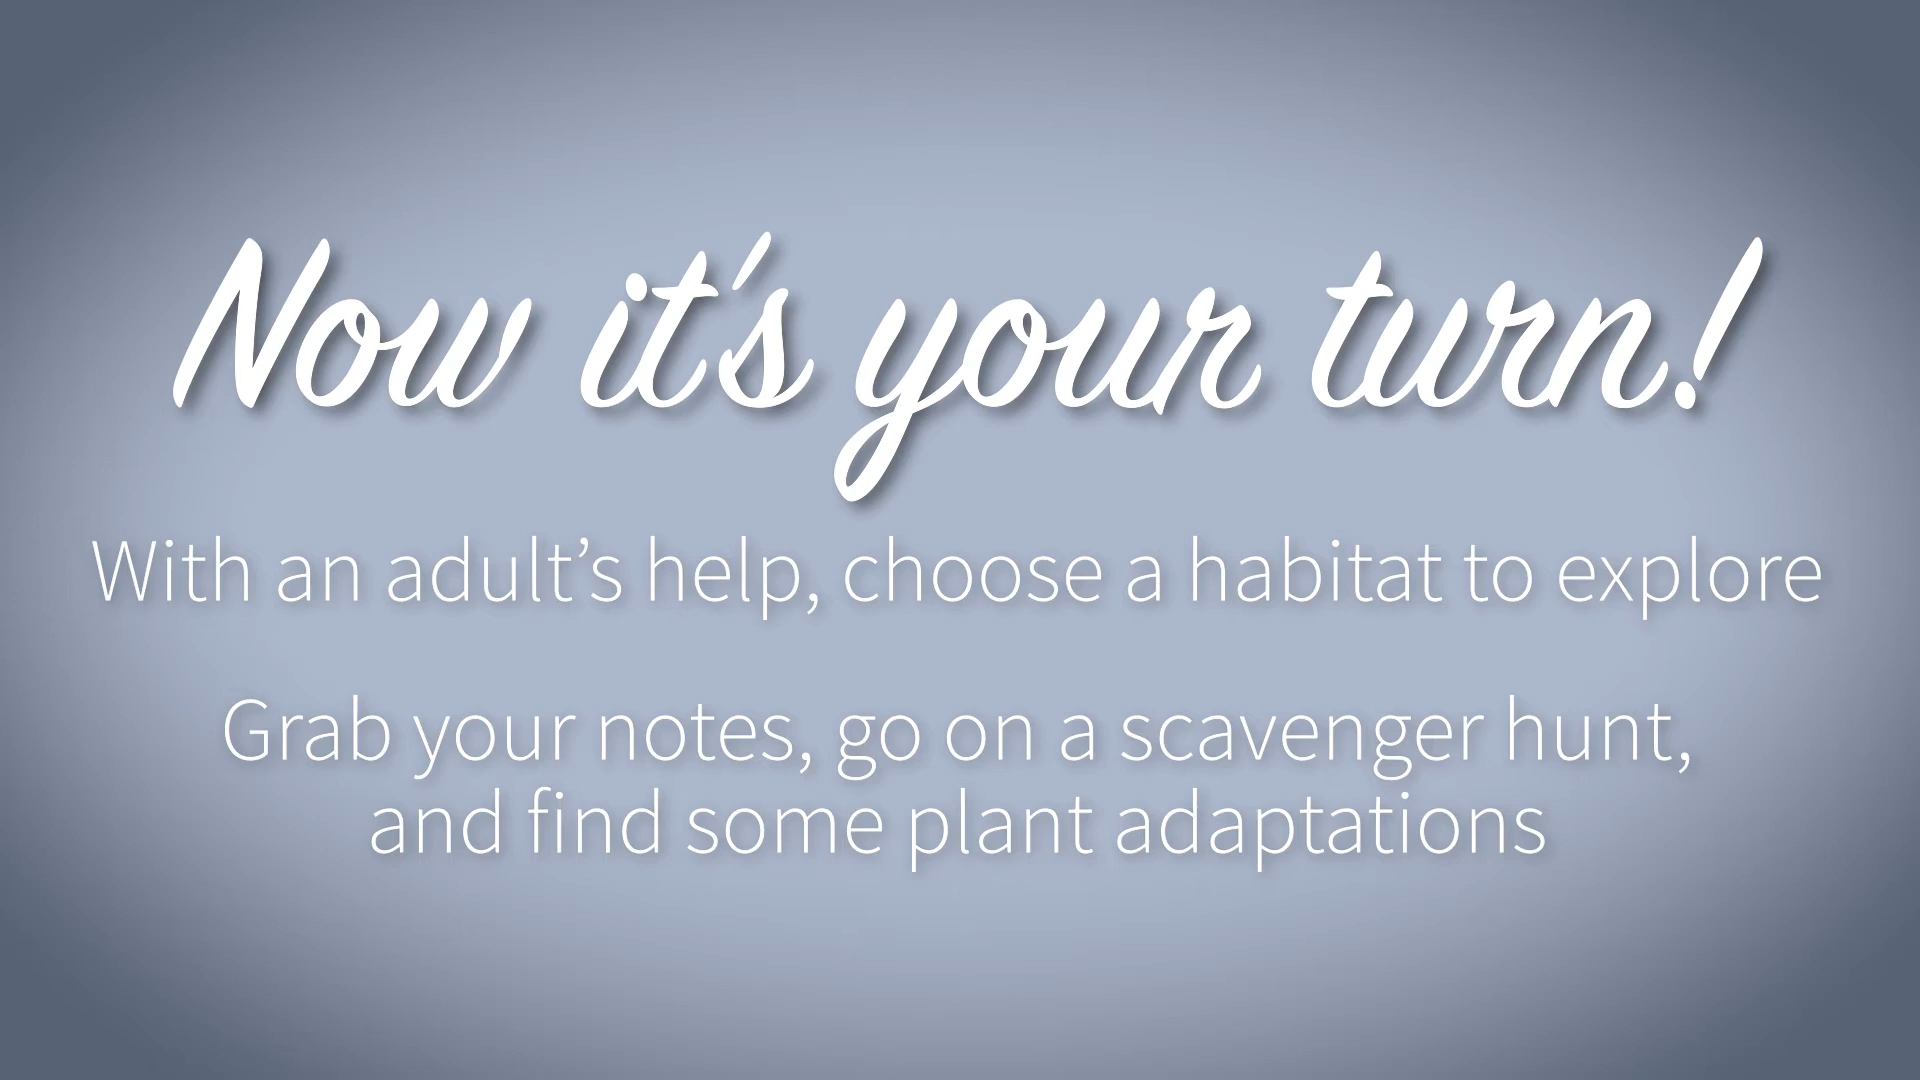 Now it's your turn!
With an adult’s help, choose a habitat to explore
Grab your notes, go on a scavenger hunt,
and find some plant adaptations